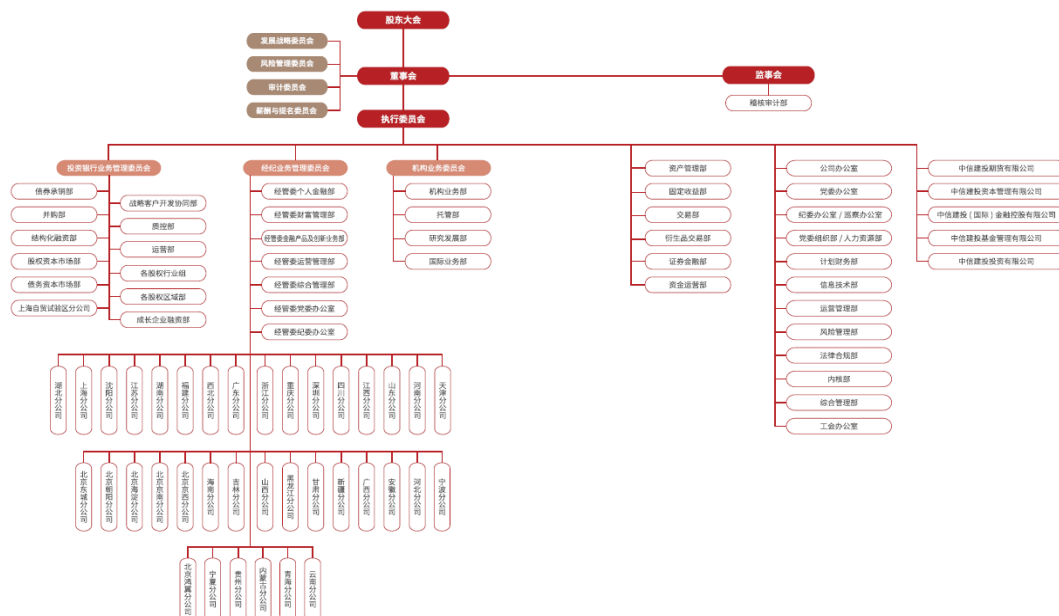 股东大会
发展战略委员会
风险管理委员会
审计委员会
薪酬与提名委员会
董事会
监事会
稽核审计部
执行委员会
投资银行业务管理委员会
债券承销部
并购部
结构化融资部
股权资本市场部
债务资本市场部
上海自贸试验区分公司
战略客户开发协同部
质控部
运营部
各股权行业组
各股权区域部
成长企业融资部
经纪业务管理委员会
经管委个人金融部
经管委财富管理部
经管委金融产品及创新业务部
经管委运营管理部
经管委综合管理部
经管委党委办公室
经管委纪委办公室
机构业务委员会
机构业务部
托管部
研究发展部
国际业务部
资产管理部
固定收益部
交易部
衍生品交易部
证券金融部
资金运营部
公司办公室
党委办公室
纪委办公室 / 巡察办公室
党委组织部 / 人力资源部
计划财务部
信息技术部
运营管理部
风险管理部
法律合规部
内核部
综合管理部
工会办公室
中信建投期货有限公司
中信建投资本管理有限公司
中信建投（国际）金融控股有限公司
中信建投基金管理有限公司
中信建投投资有限公司
湖北分公司
上海分公司
沈阳分公司
江苏分公司
湖南分公司
福建分公司
西北分公司
广东分公司
浙江分公司
重庆分公司
深圳分公司
四川分公司
江西分公司
山东分公司
河南分公司
天津分公司
北京东城分公司
北京朝阳分公司
北京海淀分公司
北京京南分公司
北京京西分公司
海南分公司
吉林分公司
山西分公司
黑龙江分公司
甘肃分公司
新疆分公司
广西分公司
安徽分公司
河北分公司
宁波分公司
北京鸿翼分公司
宁夏分公司
贵州分公司
内蒙古分公司
青海分公司
云南分公司